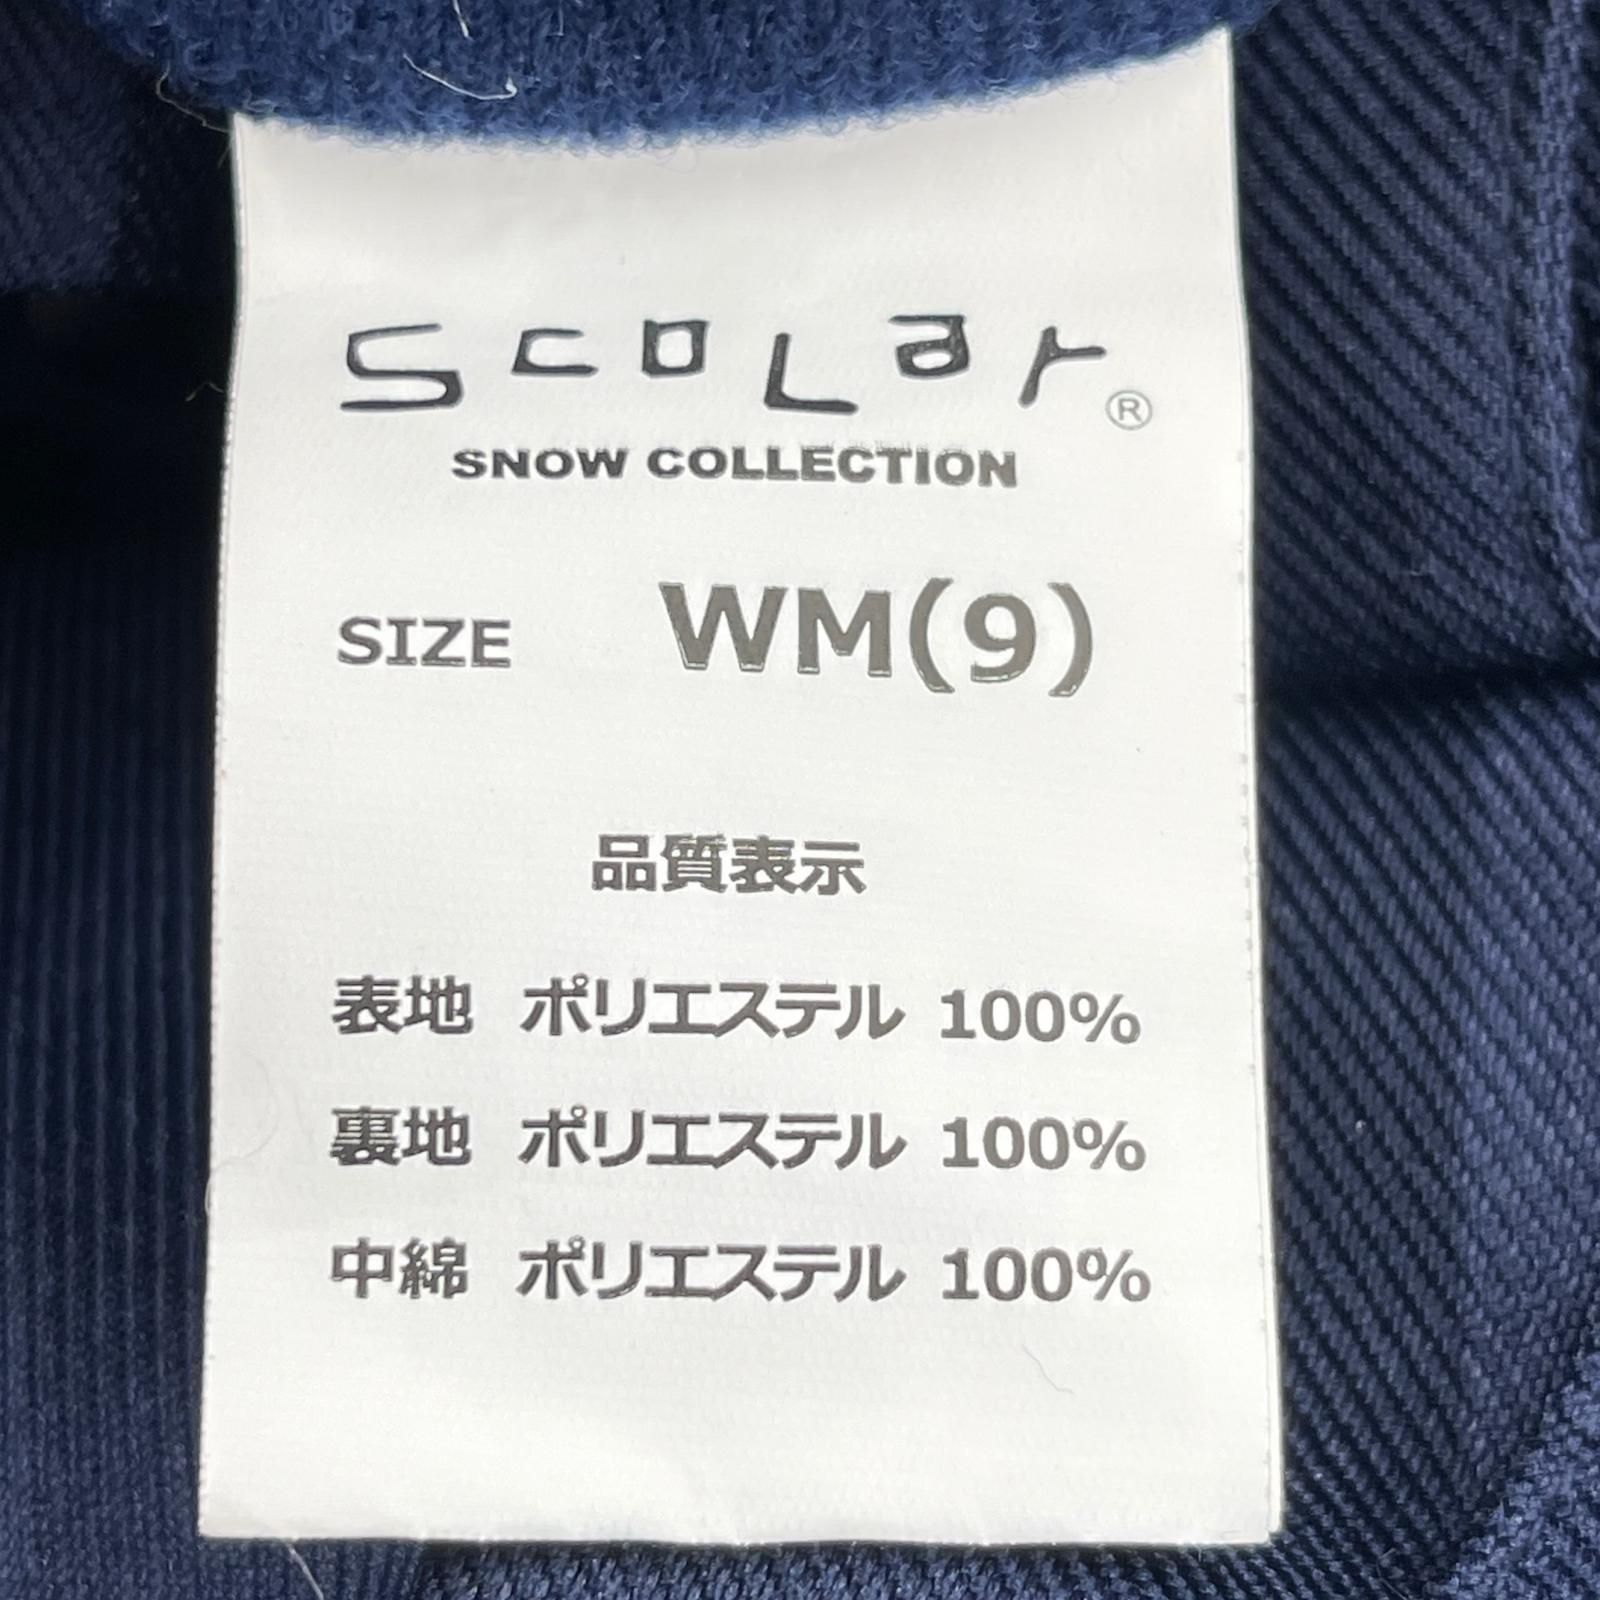 scoLar®
SNOW COLLECTION
SIZE WM(9)
品質表示
表地 ポリエステル 100%
裏地 ポリエステル 100%
中綿 ポリエステル 100%